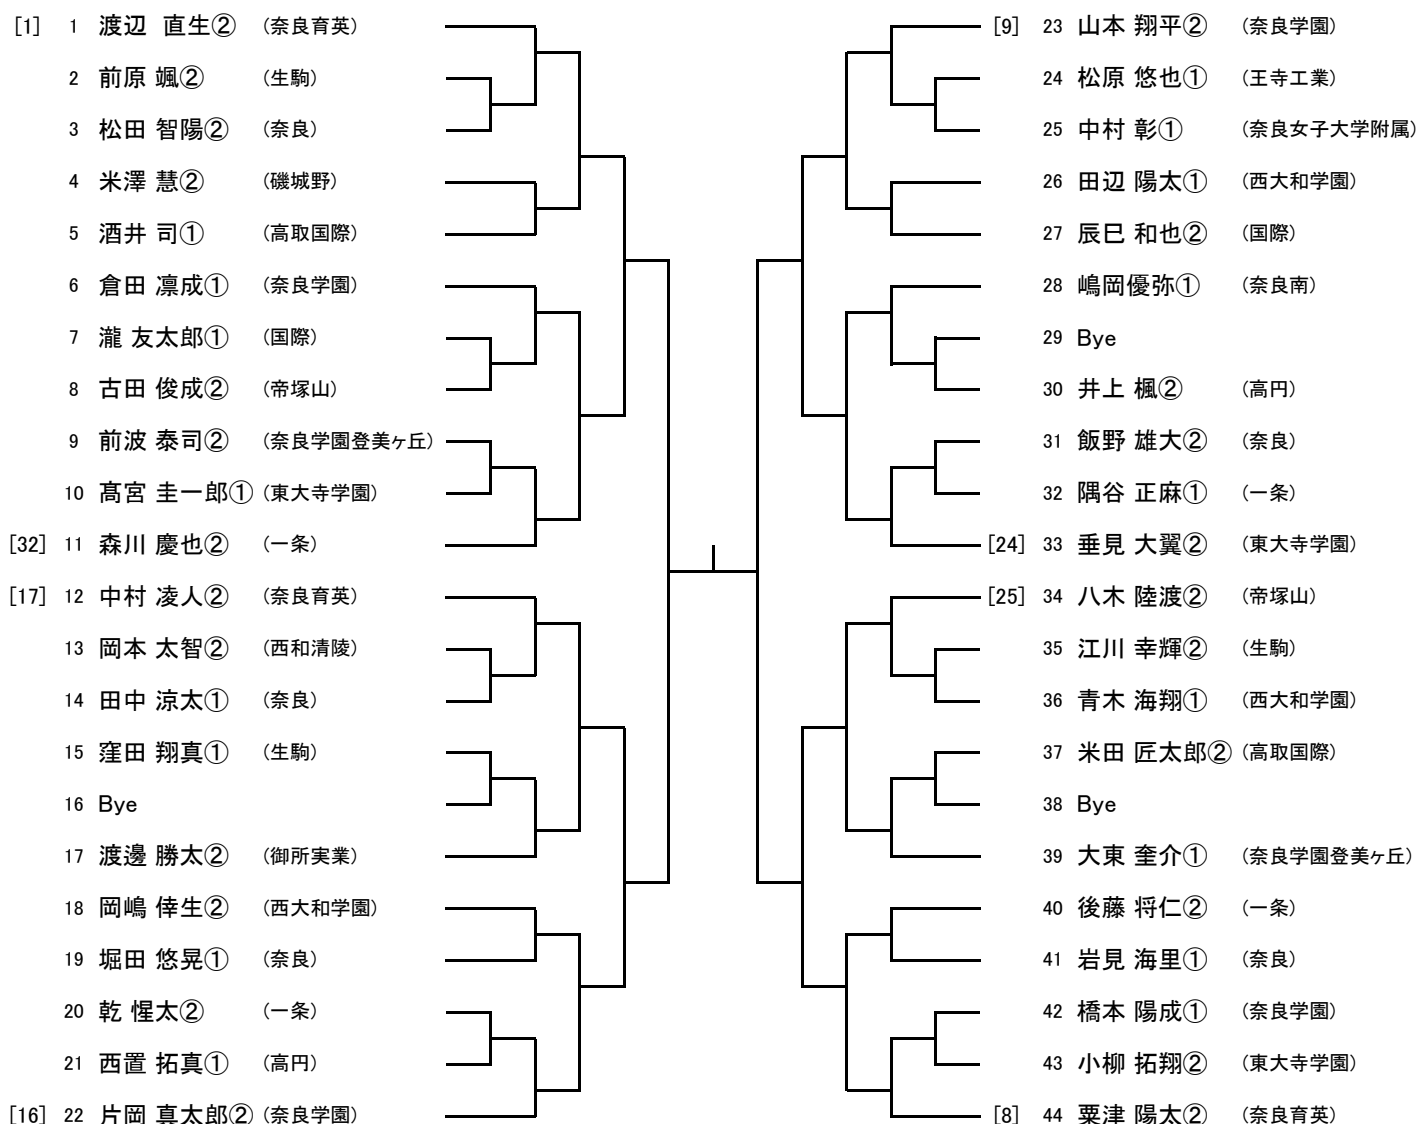 [1] 1 渡辺 直生② (奈良育英)
2 前原 颯② (生駒)
3 松田 智陽② (奈良)
4 米澤 慧② (磯城野)
5 酒井 司① (高取国際)
6 倉田 凛成① (奈良学園)
7 瀧 友太郎① (国際)
8 古田 俊成② (帝塚山)
9 前波 泰司② (奈良学園登美ヶ丘)
10 髙宮 圭一郎① (東大寺学園)
[32] 11 森川 慶也② (一条)
[17] 12 中村 凌人② (奈良育英)
13 岡本 太智② (西和清陵)
14 田中 涼太① (奈良)
15 窪田 翔真① (生駒)
16 Bye
17 渡邊 勝太② (御所実業)
18 岡嶋 倖生② (西大和学園)
19 堀田 悠晃① (奈良)
20 乾 惺太② (一条)
21 西置 拓真① (高円)
[16] 22 片岡 真太郎② (奈良学園)
[9] 23 山本 翔平② (奈良学園)
24 松原 悠也① (王寺工業)
25 中村 彰① (奈良女子大学附属)
26 田辺 陽太① (西大和学園)
27 辰巳 和也② (国際)
28 嶋岡優弥① (奈良南)
29 Bye
30 井上 楓② (高円)
31 飯野 雄大② (奈良)
32 隅谷 正麻① (一条)
[24] 33 垂見 大翼② (東大寺学園)
[25] 34 八木 陸渡② (帝塚山)
35 江川 幸輝② (生駒)
36 青木 海翔① (西大和学園)
37 米田 匠太郎② (高取国際)
38 Bye
39 大東 奎介① (奈良学園登美ヶ丘)
40 後藤 将仁② (一条)
41 岩見 海里① (奈良)
42 橋本 陽成① (奈良学園)
43 小柳 拓翔② (東大寺学園)
[8] 44 粟津 陽太② (奈良育英)